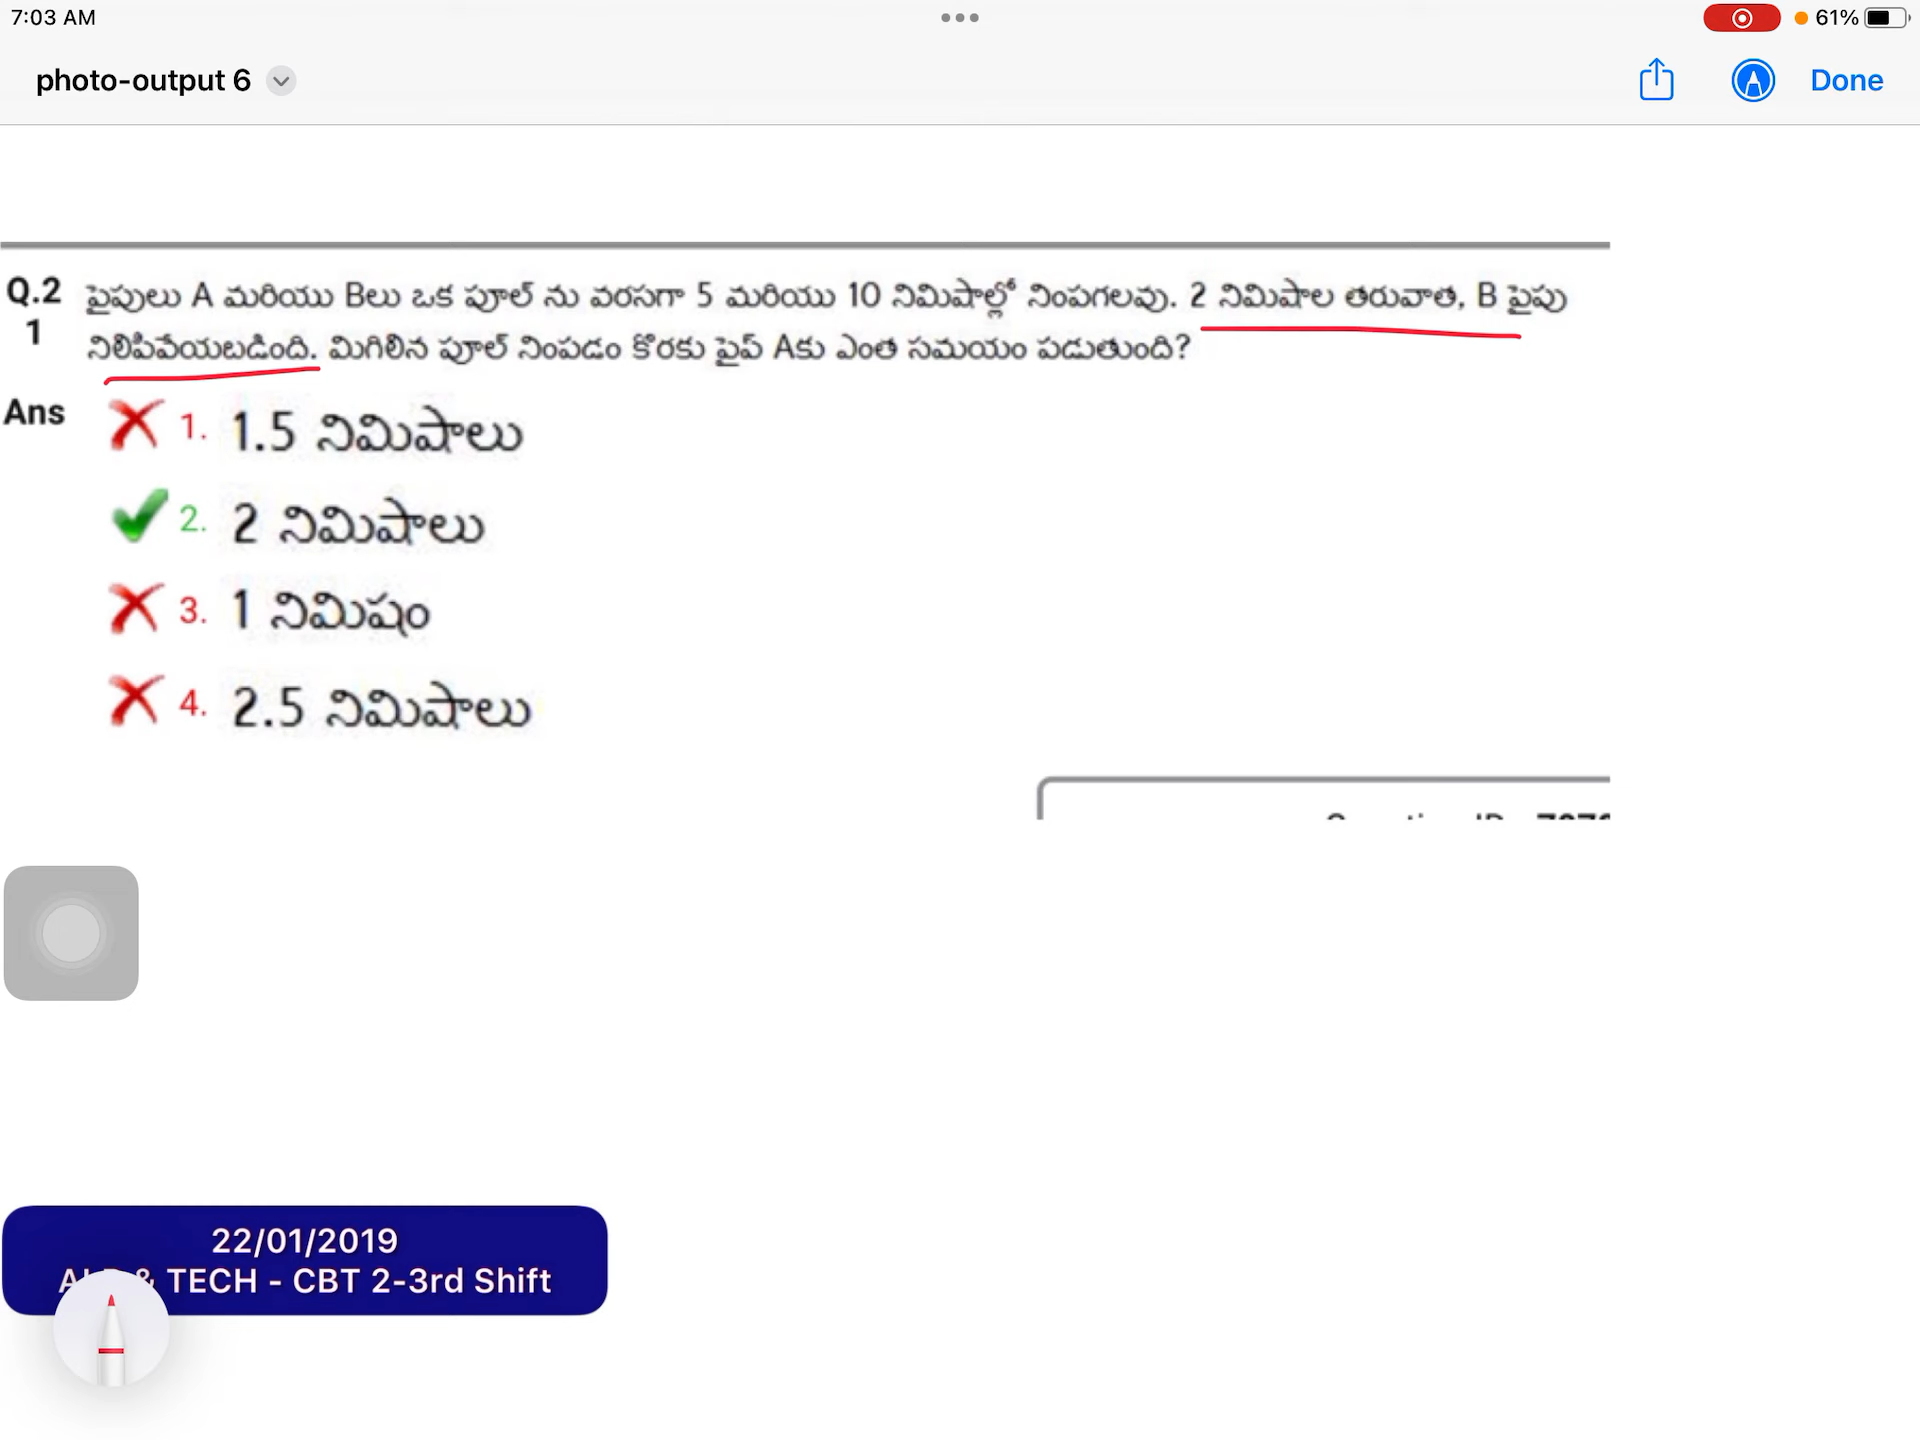 7:03 AM
61%
photo-output 6
Done
Q.2 పైపులు A మరియు Bలు ఒక పూల్ ను వరసగా 5 మరియు 10 నిమిషాల్లో నింపగలవు. 2 నిమిషాల తరువాత, B పైపు
1 నిలిపివేయబడింది. మిగిలిన పూల్ నింపడం కొరకు పైప్ Aకు ఎంత సమయం పడుతుంది?
Ans 1. 1.5 నిమిషాలు
2. 2 నిమిషాలు
3. 1 నిమిషం
4. 2.5 నిమిషాలు
22/01/2019
& TECH - CBT 2-3rd Shift